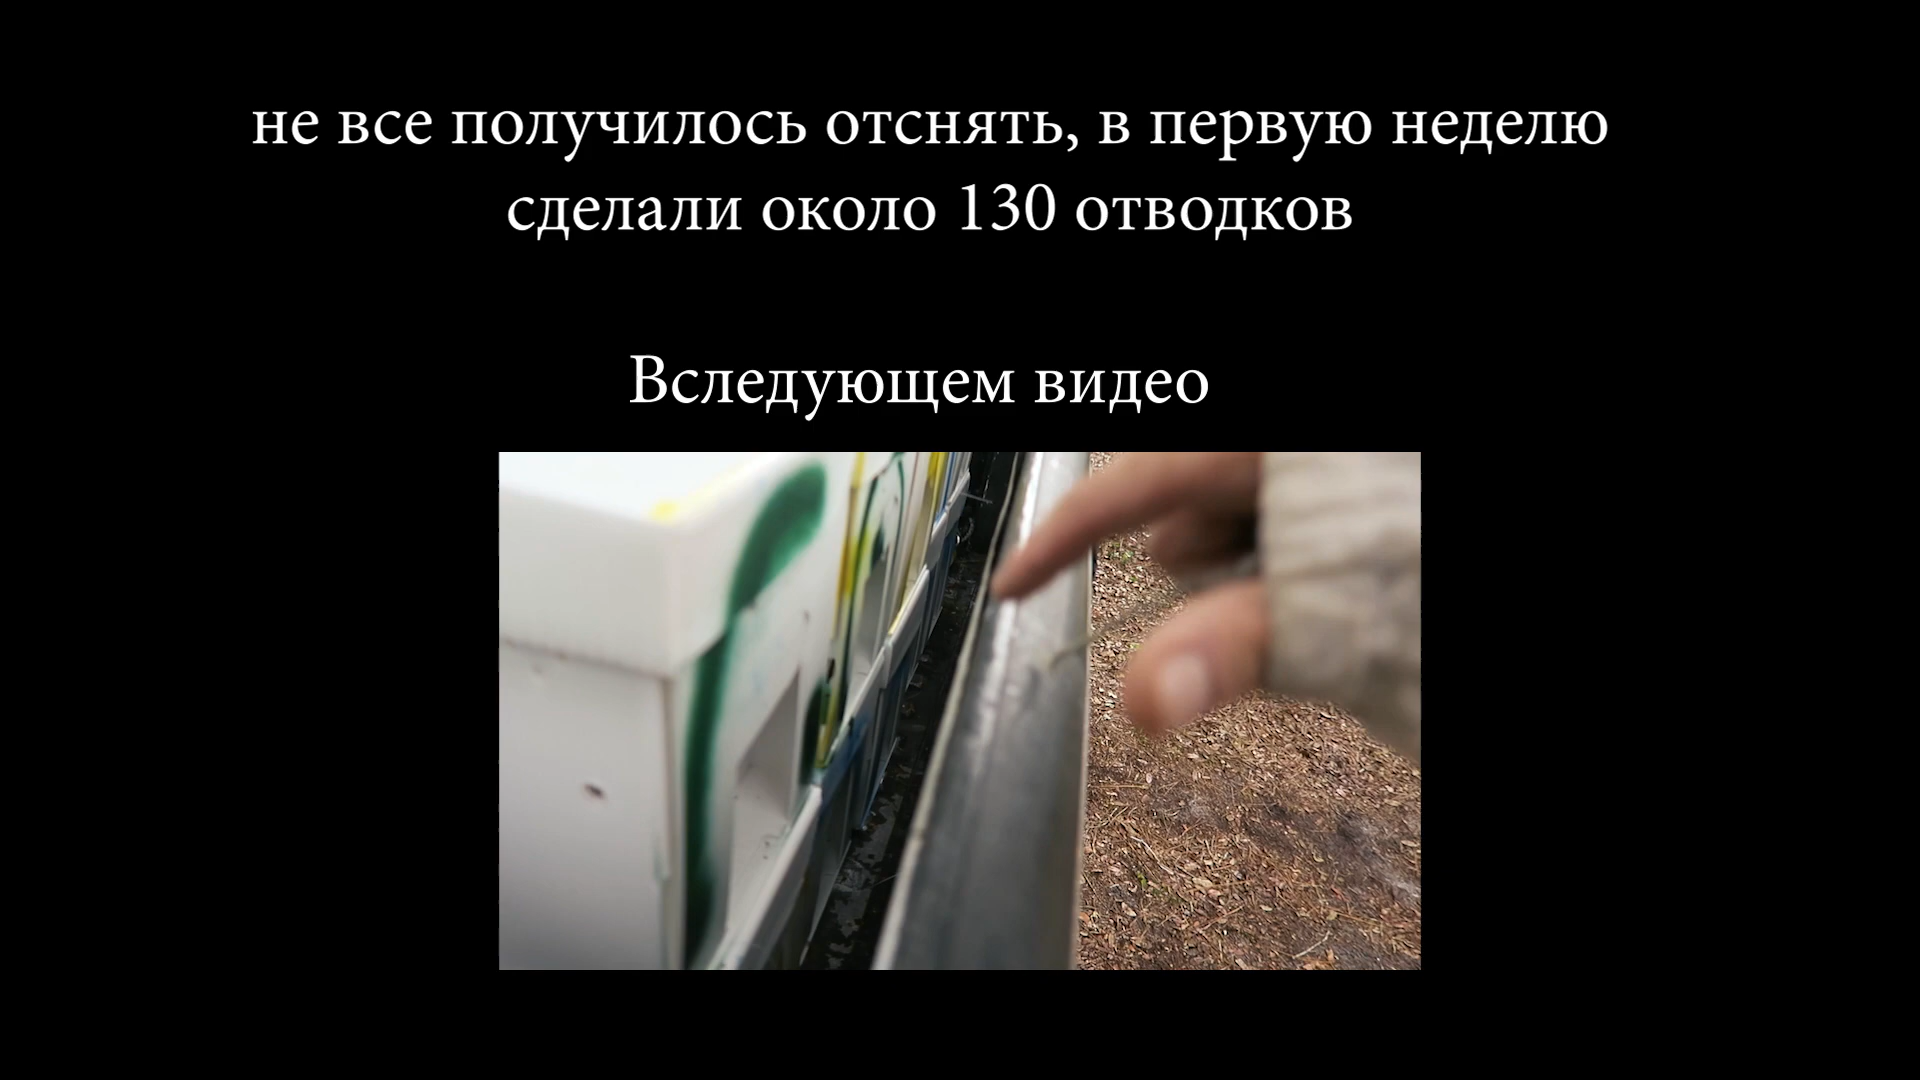 не все получилось отснять, в первую неделю
сделали около 130 отводков
Вследующем видео